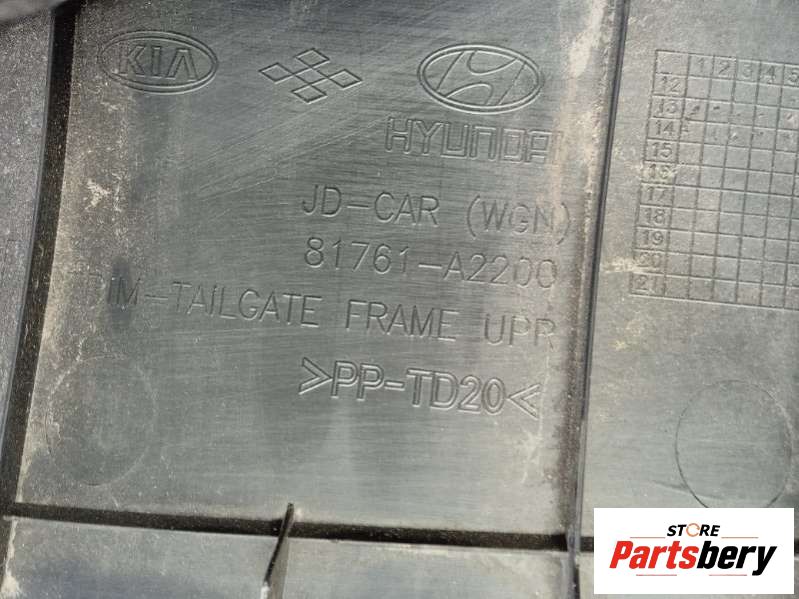 KIA
HYUNDAI
JD-CAR (WGN)
81761-A2200
TRIM-TAILGATE FRAME UPR
>PP-TD20<
1 2 3 4 5
12
13
14
15
16
17
18
19
20
21
STORE
Partsbery